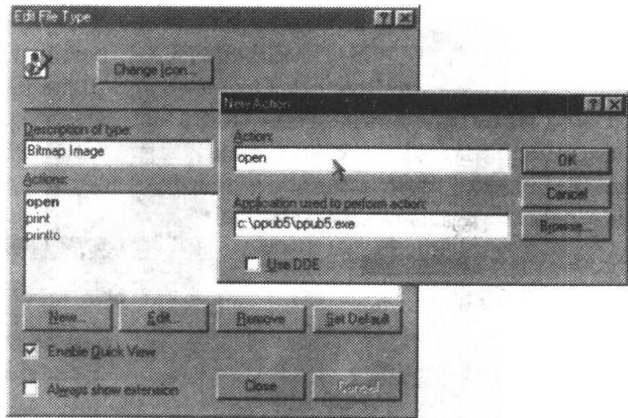 Edit File Type
Change Icon...
Description of type:
Bitmap Image
Actions:
open
print
printto
New...
Edit...
Remove
Set Default
Enable Quick View
Always show extension
Close
Cancel
New Action
Action:
open
OK
Cancel
Application used to perform action:
c:\ppub5\ppub5.exe
Browse...
Use DDE